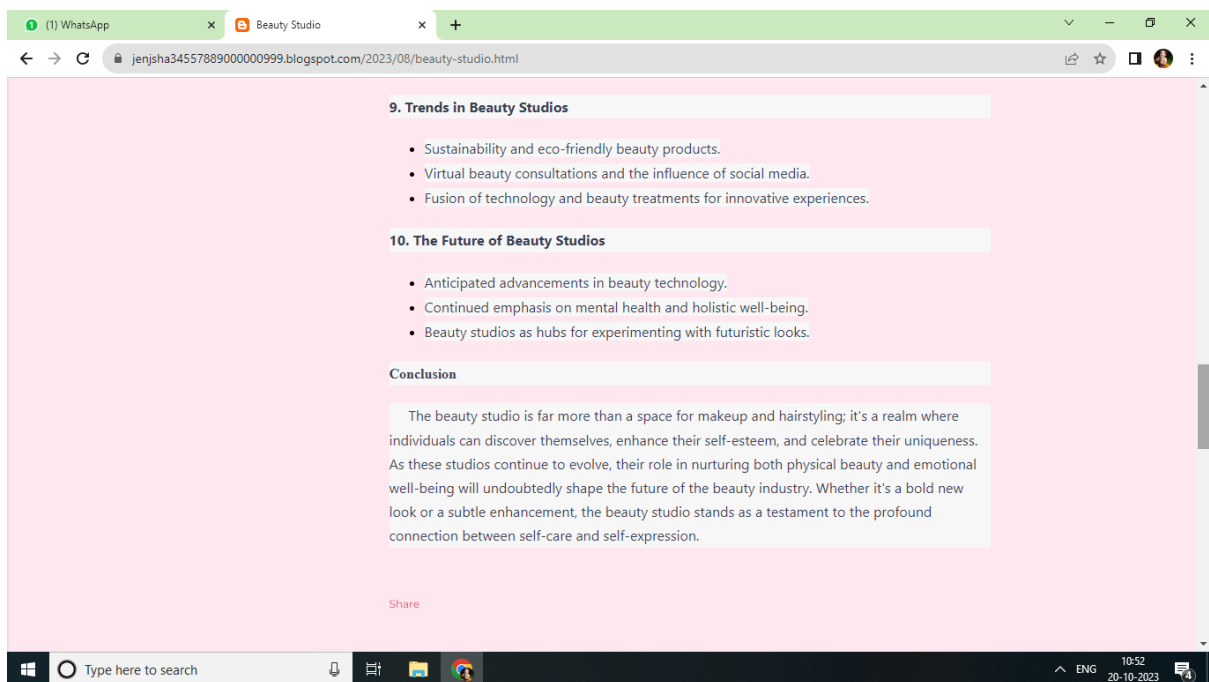 (1) WhatsApp
Beauty Studio
jenjsha34557889000000999.blogspot.com/2023/08/beauty-studio.html
9. Trends in Beauty Studios
• Sustainability and eco-friendly beauty products.
• Virtual beauty consultations and the influence of social media.
• Fusion of technology and beauty treatments for innovative experiences.
10. The Future of Beauty Studios
• Anticipated advancements in beauty technology.
• Continued emphasis on mental health and holistic well-being.
• Beauty studios as hubs for experimenting with futuristic looks.
Conclusion
The beauty studio is far more than a space for makeup and hairstyling; it's a realm where
individuals can discover themselves, enhance their self-esteem, and celebrate their uniqueness.
As these studios continue to evolve, their role in nurturing both physical beauty and emotional
well-being will undoubtedly shape the future of the beauty industry. Whether it's a bold new
look or a subtle enhancement, the beauty studio stands as a testament to the profound
connection between self-care and self-expression.
Share
Type here to search
ENG
10:52
20-10-2023
4